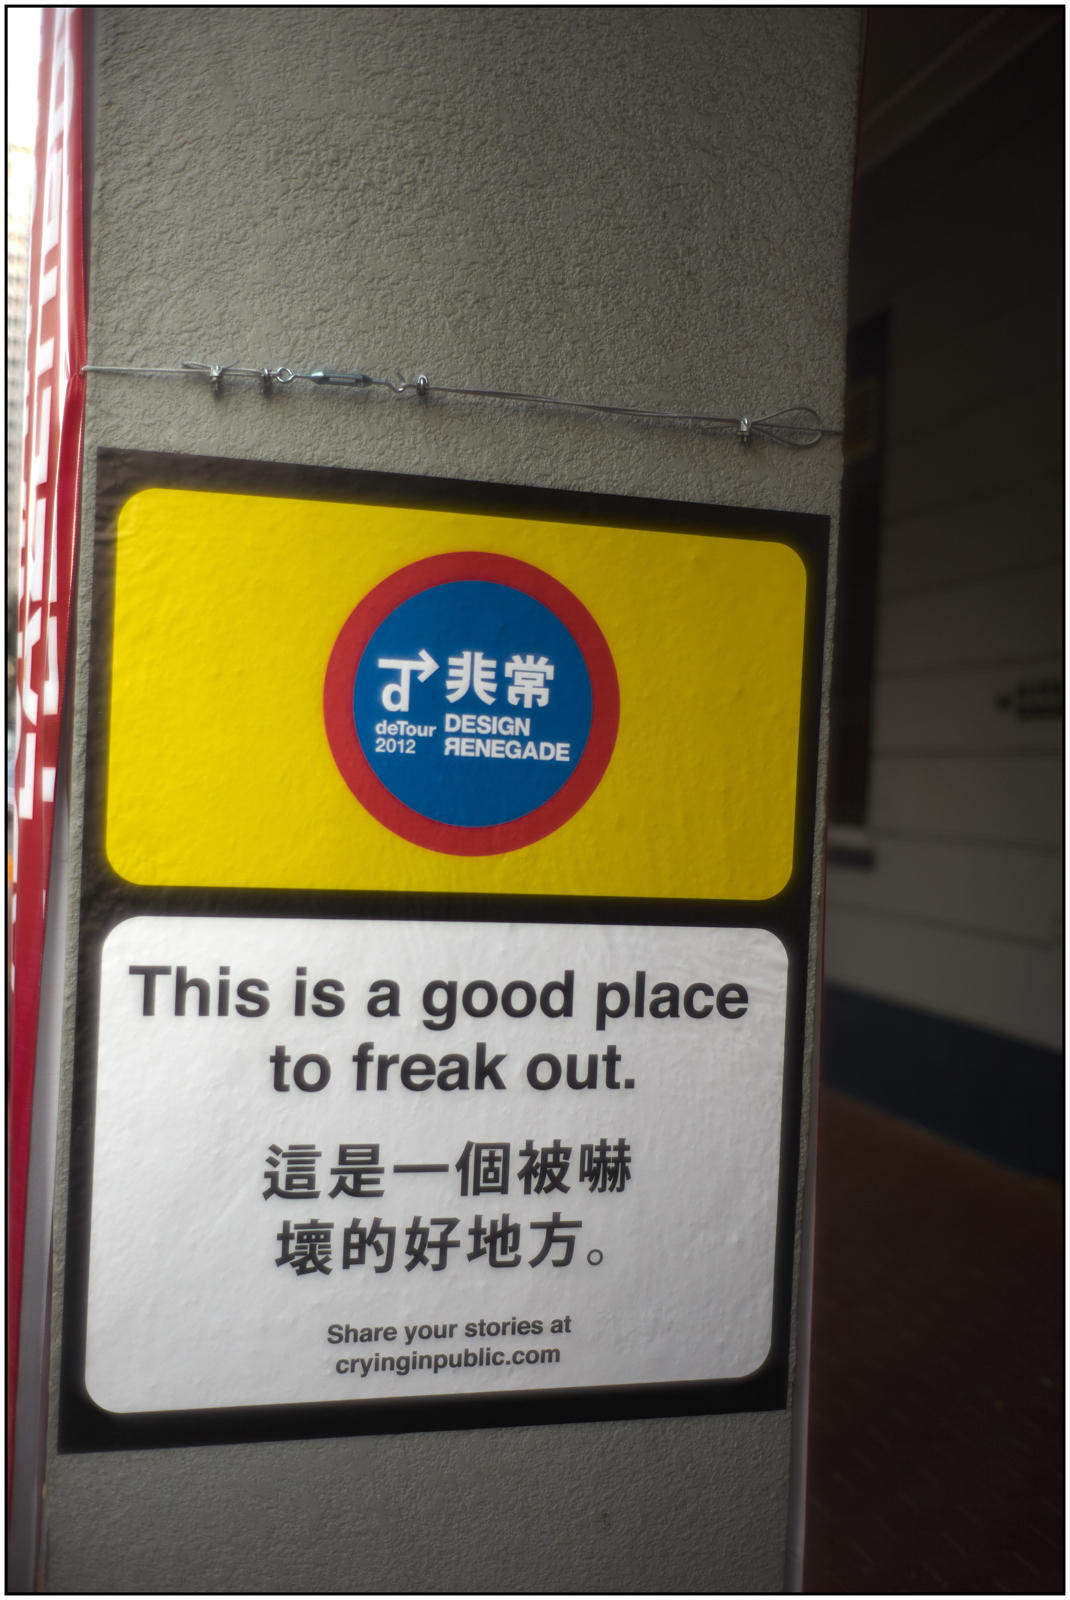 非常
deTour
2012
DESIGN
RENEGADE
This is a good place
to freak out.
這是一個被嚇
壞的好地方。
Share your stories at
cryinginpublic.com